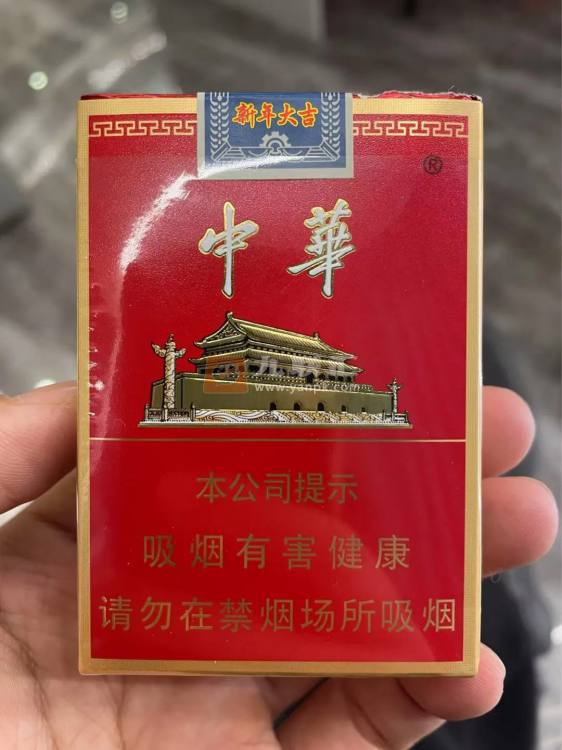 新年大吉
®
中華
本公司提示
吸烟有害健康
请勿在禁烟场所吸烟